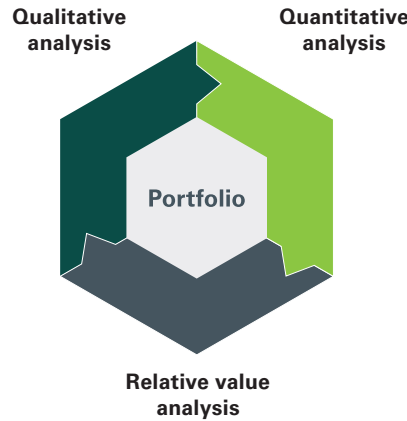 Qualitative
analysis
Quantitative
analysis
Portfolio
Relative value
analysis